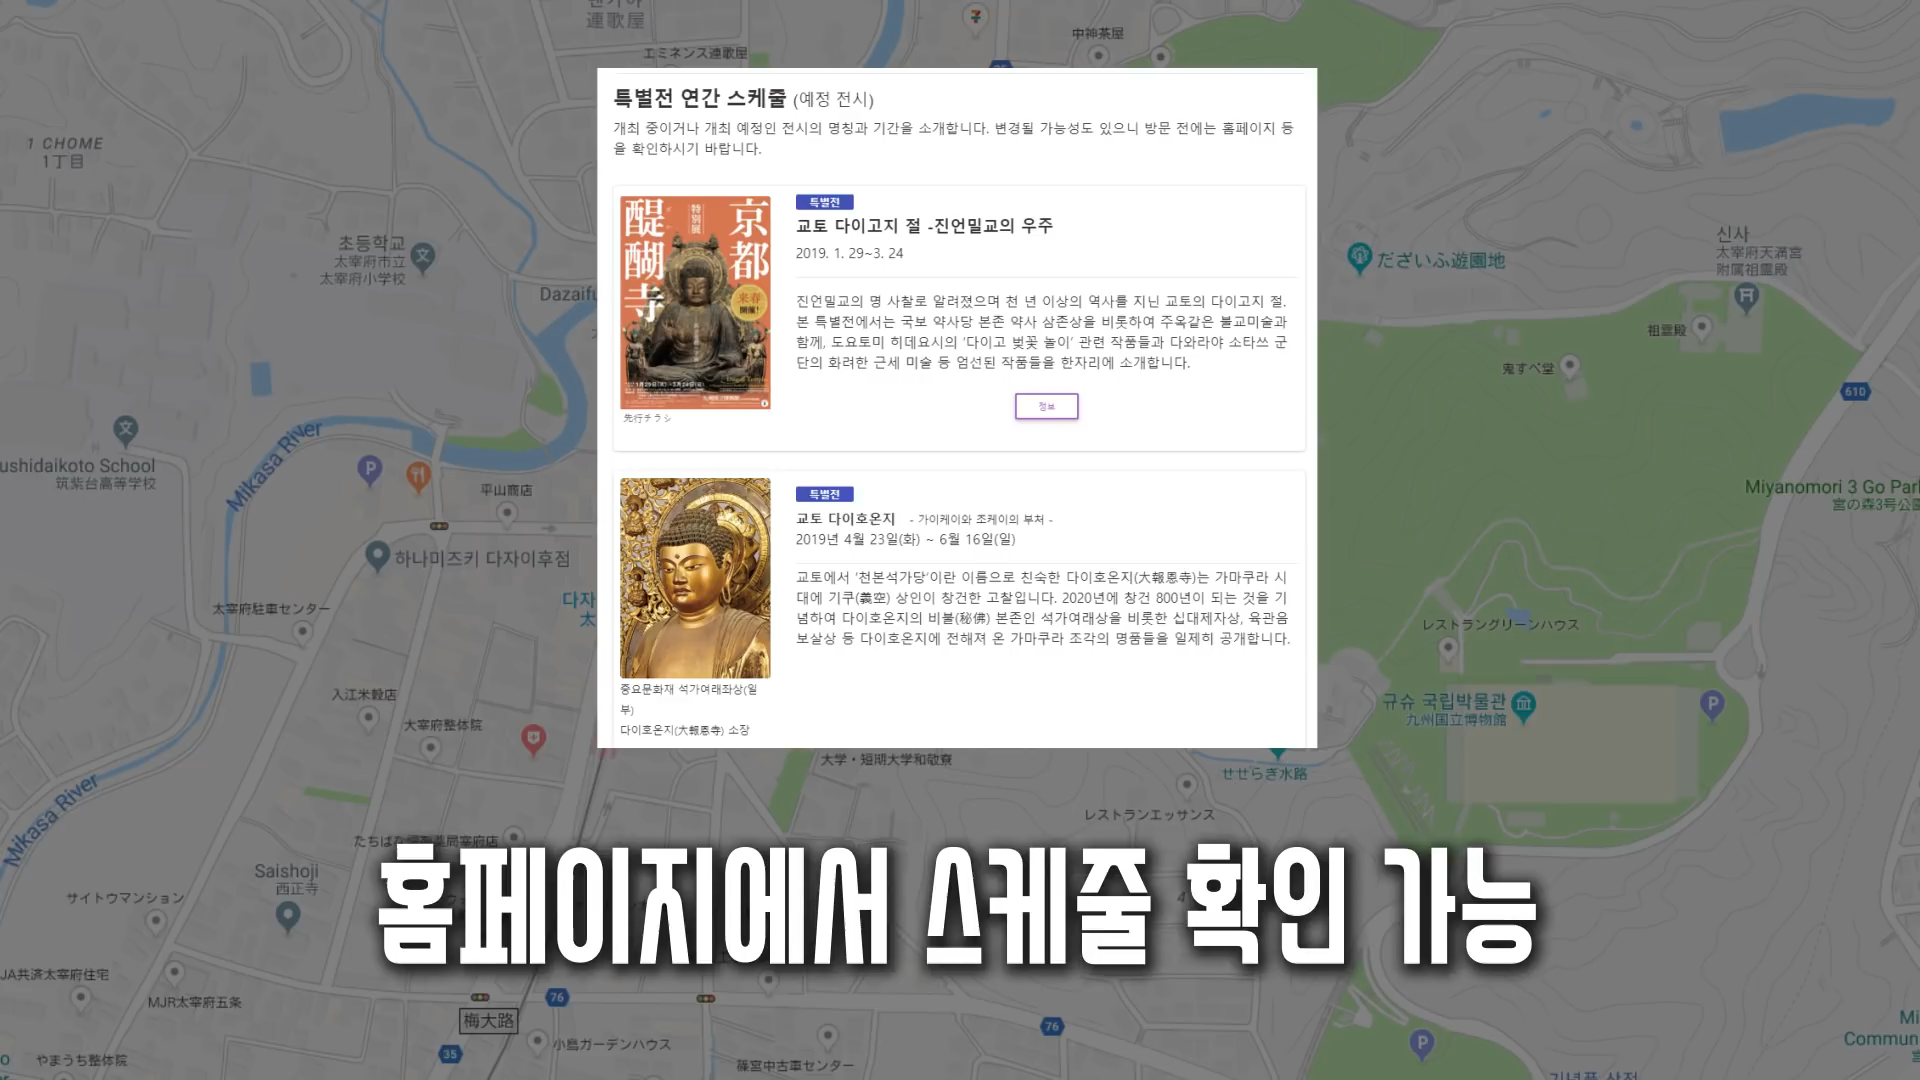 連歌屋
エミネンス連歌屋
中神茶屋
1 CHOME
1丁目
초등학교
太宰府市立
太宰府小学校
だざいふ遊園地
신사
太宰府天満宮
附属祖霊殿
祖霊殿
鬼すべ堂
610
ushidaikoto School
筑紫台高等学校
Mikasa River
P
平山商店
하나미즈키 다자이후점
太宰府駐車センター
Miyanomori 3 Go Park
宮の森3号公園
レストラングリーンハウス
入江米穀店
大宰府整体院
규슈 국립박물관
九州国立博物館
P
特별전 연간 스케줄 (예정 전시)
개최 중이거나 개최 예정인 전시의 명칭과 기간을 소개합니다. 변경될 가능성도 있으니 방문 전에는 홈페이지 등
을 확인하시기 바랍니다.
京都
醍醐寺
特別展
来春
開催!
先行チラシ
특별전
교토 다이고지 절 -진언밀교의 우주
2019. 1. 29~3. 24
진언밀교의 명 사찰로 알려졌으며 천 년 이상의 역사를 지닌 교토의 다이고지 절.
본 특별전에서는 국보 약사당 본존 약사 삼존상을 비롯하여 주옥같은 불교미술과
함께, 도요토미 히데요시의 '다이고 벚꽃 놀이' 관련 작품들과 다와라야 소타쓰 군
단의 화려한 근세 미술 등 엄선된 작품들을 한자리에 소개합니다.
정보
특별전
교토 다이호온지 - 가이케이와 조케이의 부처 -
2019년 4월 23일(화) ~ 6월 16일(일)
교토에서 '천본석가당'이란 이름으로 친숙한 다이호온지(大報恩寺)는 가마쿠라 시
대에 기쿠(義空) 상인이 창건한 고찰입니다. 2020년에 창건 800년이 되는 것을 기
념하여 다이호온지의 비불(秘佛) 본존인 석가여래상을 비롯한 십대제자상, 육관음
보살상 등 다이호온지에 전해져 온 가마쿠라 조각의 명품들을 일제히 공개합니다.
중요문화재 석가여래좌상(일
부)
다이호온지(大報恩寺) 소장
大学・短期大学和敬寮
せせらぎ水路
レストランエッサンス
Mikasa River
Saishoji
西正寺
サイトウマンション
홈페이지에서 스케줄 확인 가능
JA共済太宰府住宅
MJR太宰府五条
76
梅大路
35
小鳥ガーデンハウス
やまうち整体院
篠宮中古車センター
76
P